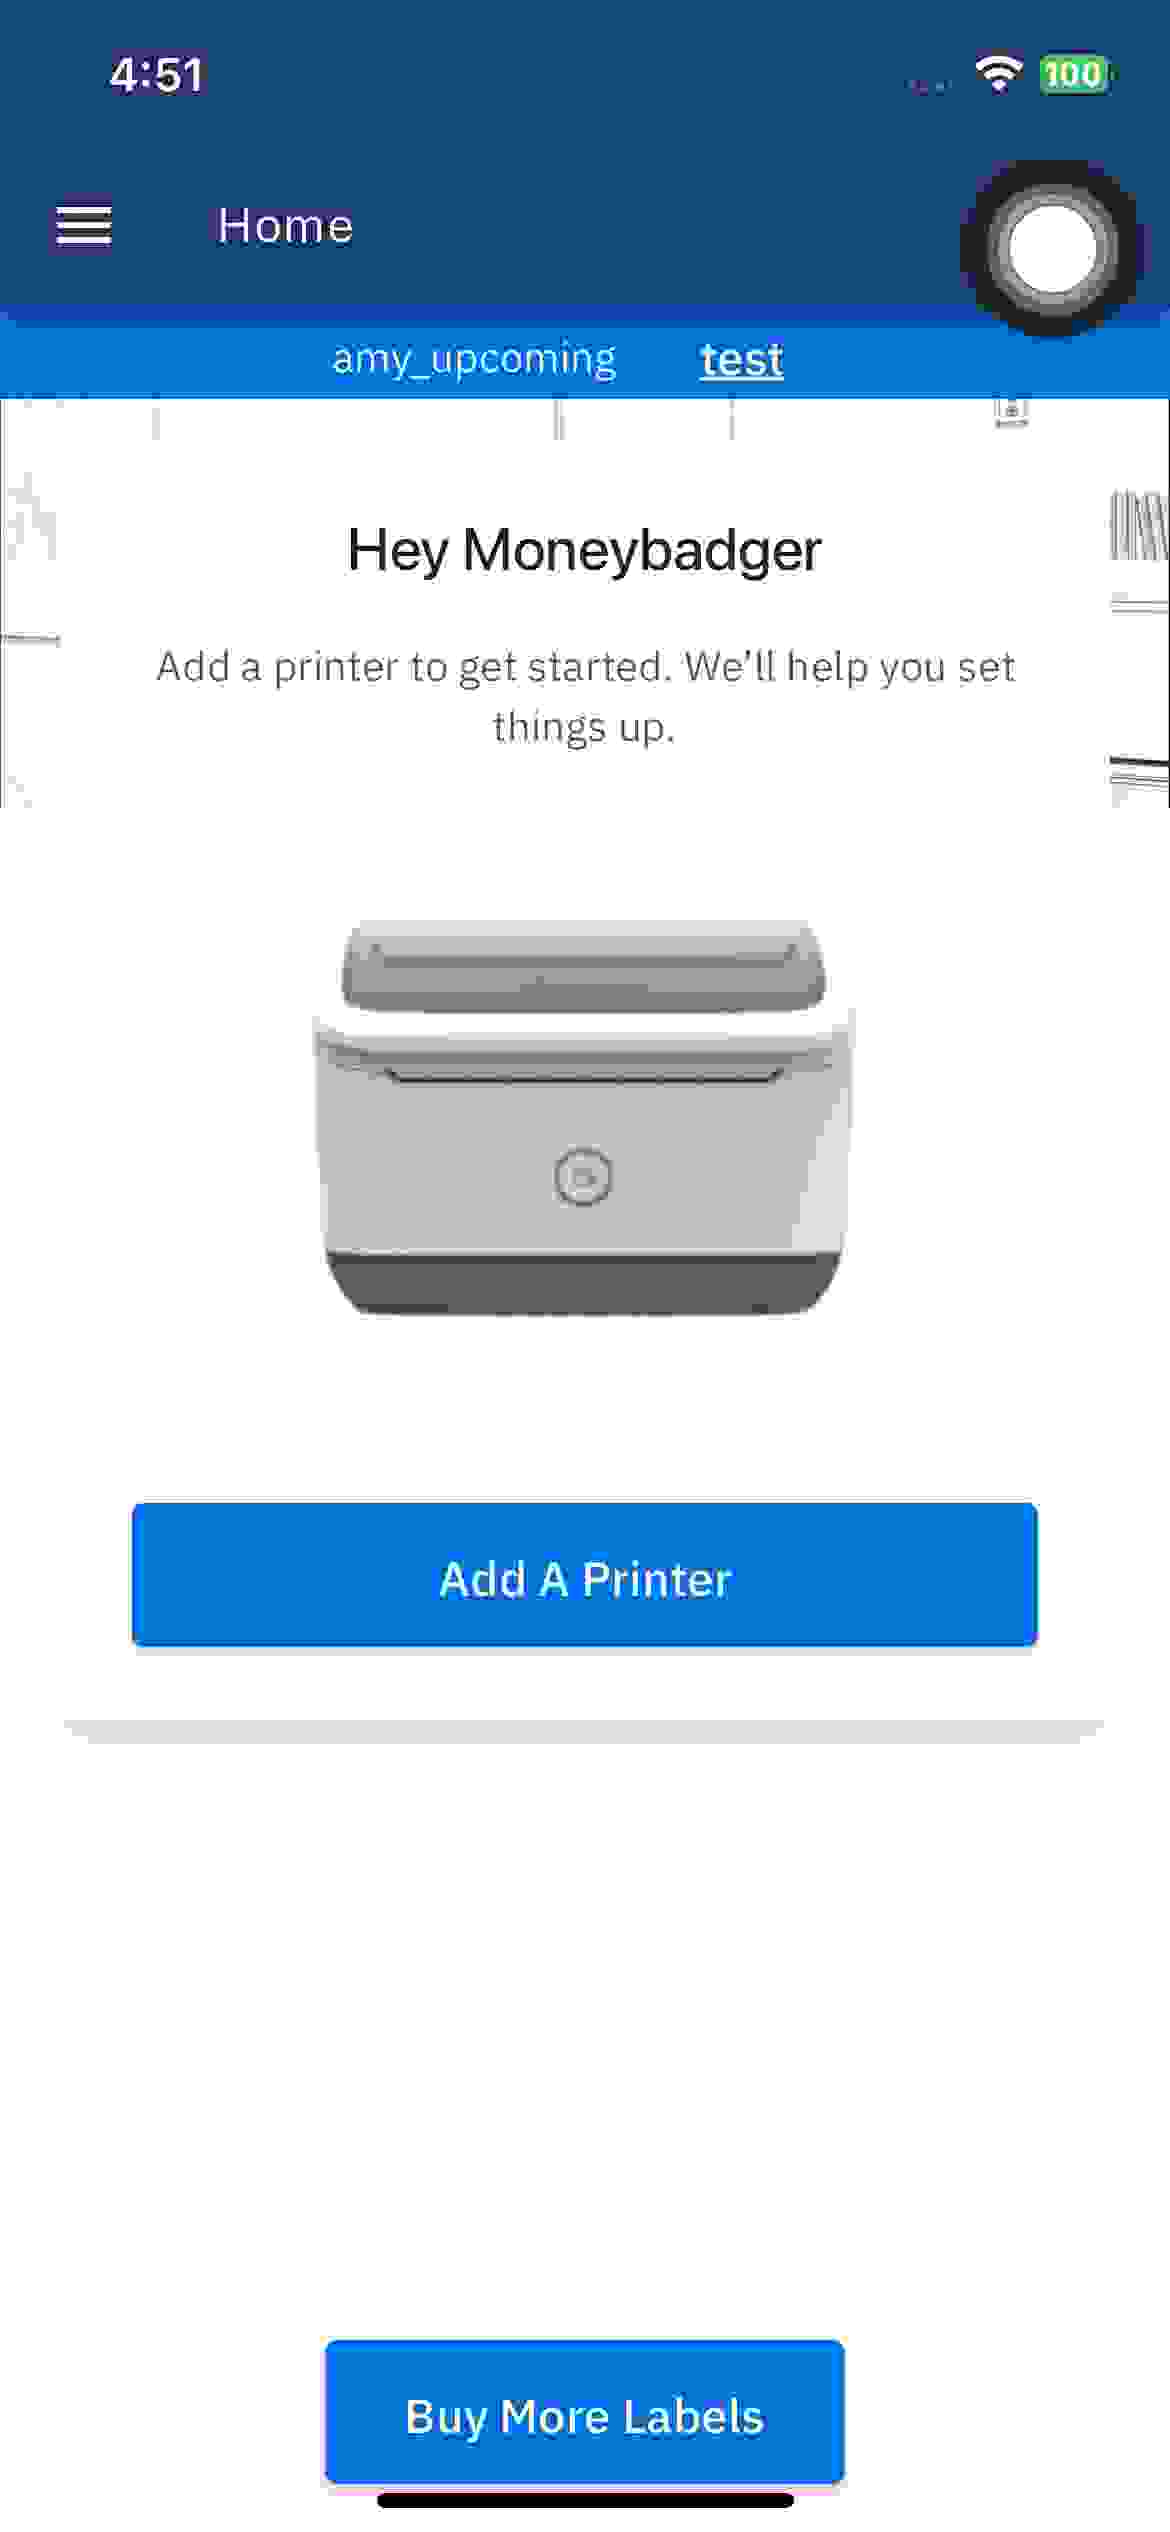 4:51
100
Home
amy_upcoming test
Hey Moneybadger
Add a printer to get started. We'll help you set
things up.
Add A Printer
Buy More Labels